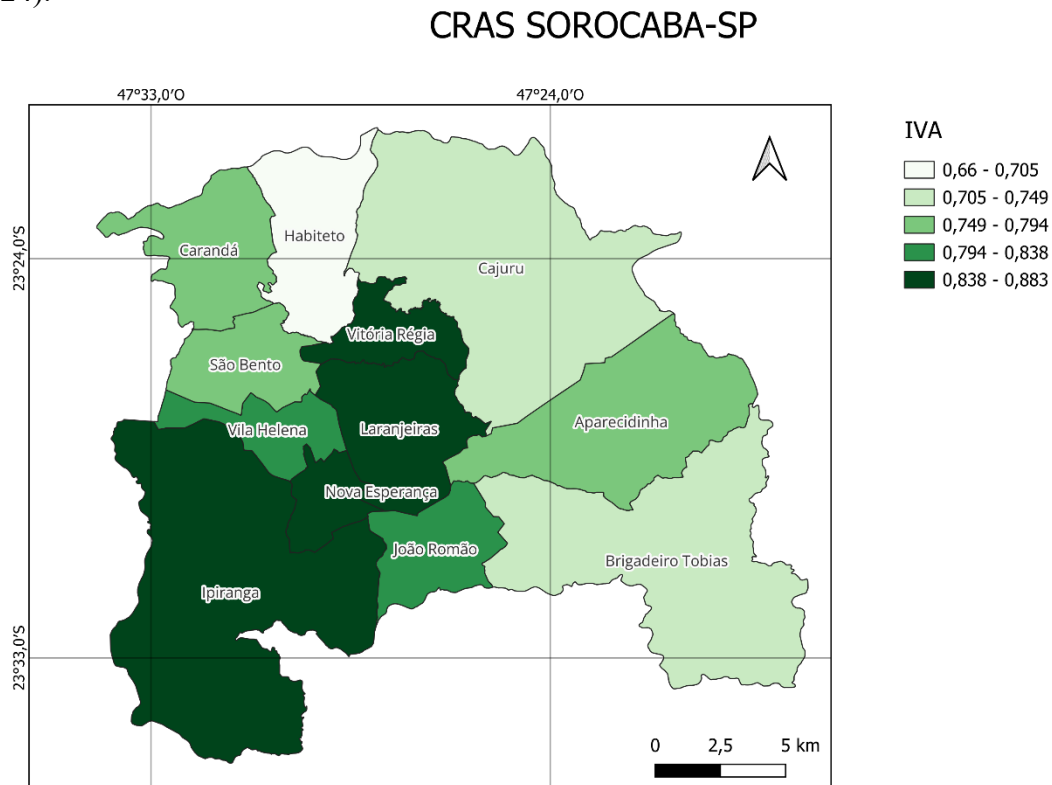 CRAS SOROCABA-SP
47°33,0'O
47°24,0'O
IVA
0,66 - 0,705
0,705 - 0,749
0,749 - 0,794
0,794 - 0,838
0,838 - 0,883
Habiteto
Carandá
23°24,0'S
Cajuru
Vitória Régia
São Bento
Aparecidinha
Vila Helena
Laranjeiras
Nova Esperança
João Romão
Brigadeiro Tobias
Ipiranga
23°33,0'S
0 2,5 5 km